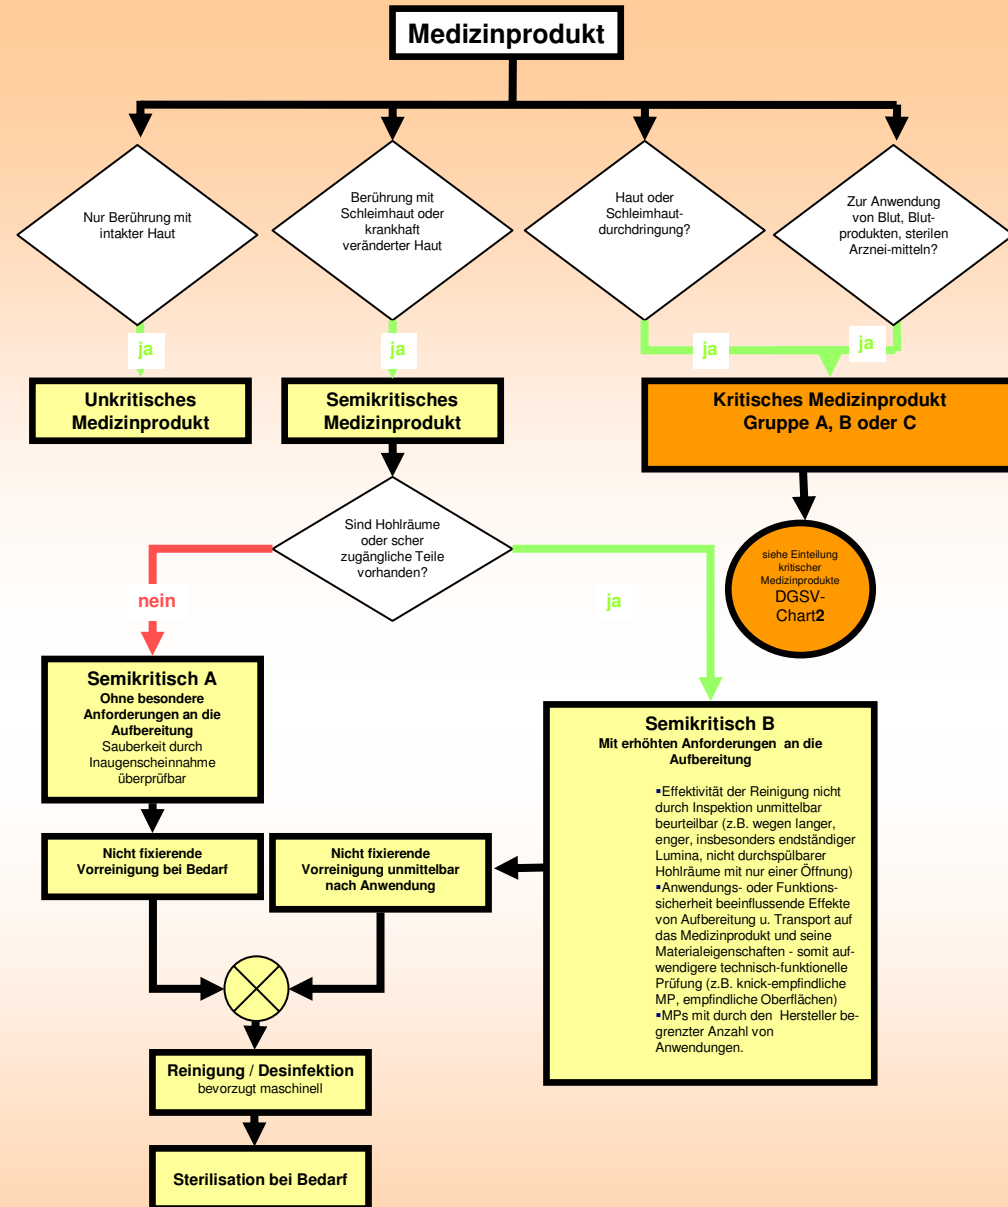 Medizinprodukt
Nur Berührung mit
intakter Haut
Berührung mit
Schleimhaut oder
krankhaft
veränderter Haut
Haut oder
Schleimhaut-
durchdringung?
Zur Anwendung
von Blut, Blut-
produkten, sterilen
Arznei-mitteln?
ja
ja
ja
ja
Unkritisches
Medizinprodukt
Semikritisches
Medizinprodukt
Kritisches Medizinprodukt
Gruppe A, B oder C
Sind Hohlräume
oder scher
zugängliche Teile
vorhanden?
siehe Einteilung
kritischer
Medizinprodukte
DGSV-
Chart2
nein
ja
Semikritisch A
Ohne besondere
Anforderungen an die
Aufbereitung
Sauberkeit durch
Inaugenscheinnahme
überprüfbar
Semikritisch B
Mit erhöhten Anforderungen an die
Aufbereitung
▪Effektivität der Reinigung nicht
durch Inspektion unmittelbar
beurteilbar (z.B. wegen langer,
enger, insbesonders endständiger
Lumina, nicht durchspülbarer
Hohlräume mit nur einer Öffnung)
▪Anwendungs- oder Funktions-
sicherheit beeinflussende Effekte
von Aufbereitung u. Transport auf
das Medizinprodukt und seine
Materialeigenschaften - somit auf-
wendigere technisch-funktionelle
Prüfung (z.B. knick-empfindliche
MP, empfindliche Oberflächen)
▪MPs mit durch den Hersteller be-
grenzter Anzahl von
Anwendungen.
Nicht fixierende
Vorreinigung bei Bedarf
Nicht fixierende
Vorreinigung unmittelbar
nach Anwendung
Reinigung / Desinfektion
bevorzugt maschinell
Sterilisation bei Bedarf